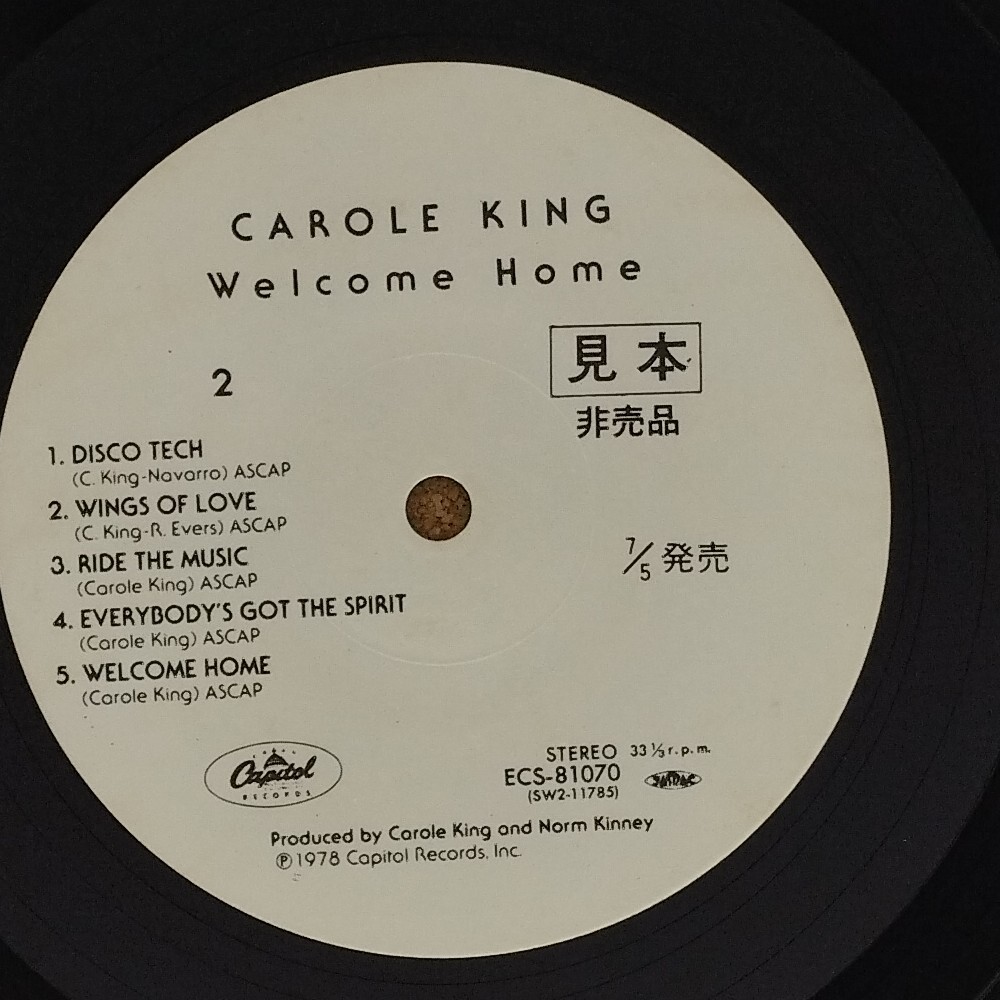 CAROLE KING
Welcome Home
見本
非売品
2
1. DISCO TECH
(C. King-Navarro) ASCAP
2. WINGS OF LOVE
(C. King-R. Evers) ASCAP
3. RIDE THE MUSIC
(Carole King) ASCAP
4. EVERYBODY'S GOT THE SPIRIT
(Carole King) ASCAP
5. WELCOME HOME
(Carole King) ASCAP
7/5 発売
Capitol
RECORDS
STEREO 33 1/3 r.p.m.
ECS-81070
(SW2-11785)
Produced by Carole King and Norm Kinney
℗1978 Capitol Records, Inc.